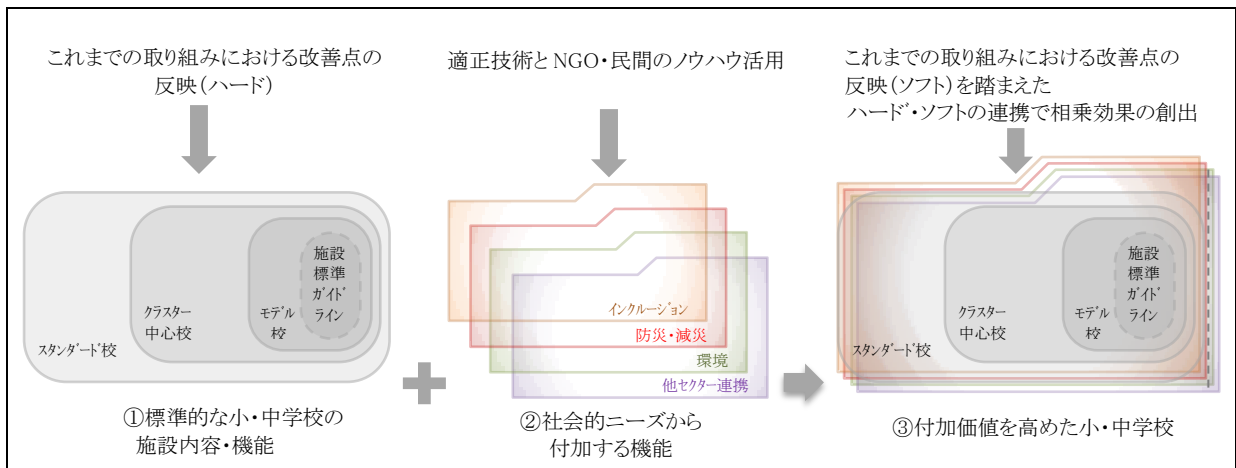 これまでの取り組みにおける改善点の
反映(ハード)
適正技術とNGO・民間のノウハウ活用
これまでの取り組みにおける改善点の
反映(ソフト)を踏まえた
ハード・ソフトの連携で相乗効果の創出
施設
標準
ガイド
ライン
モデル
校
クラスター
中心校
スタンダード校
インクルージョン
防災・減災
環境
他セクター連携
施設
標準
ガイド
ライン
モデル
校
クラスター
中心校
スタンダード校
①標準的な小・中学校の
施設内容・機能
②社会的ニーズから
付加する機能
③付加価値を高めた小・中学校